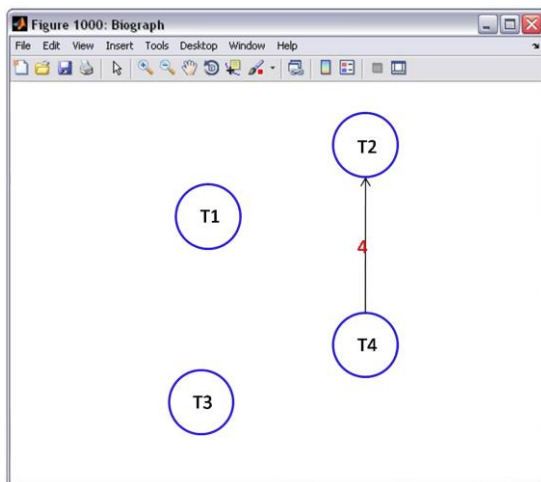 Figure 1000: Biograph
File Edit View Insert Tools Desktop Window Help
T2
T1
4
T4
T3